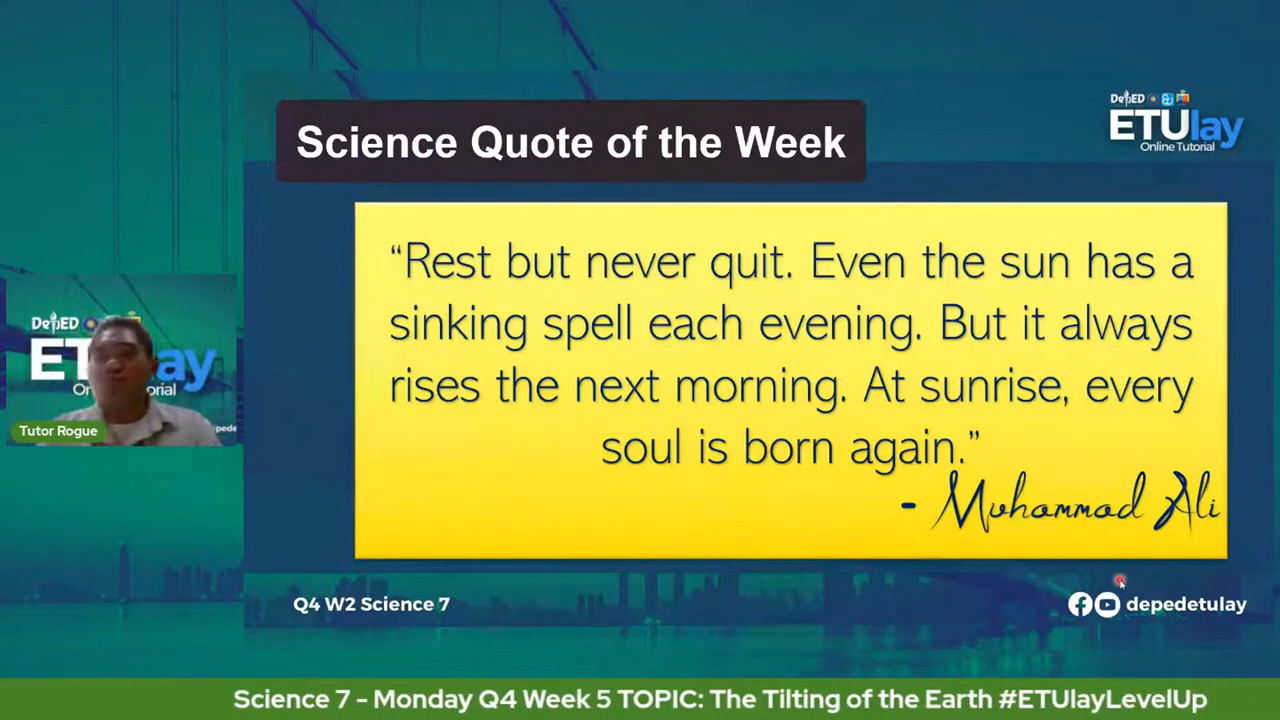 Science Quote of the Week
DepED
ETUlay
Online Tutorial
“Rest but never quit. Even the sun has a
sinking spell each evening. But it always
rises the next morning. At sunrise, every
soul is born again.”
- Muhammad Ali
DepED
ETUlay
Tutor Rogue
Q4 W2 Science 7
depedetulay
Science 7 – Monday Q4 Week 5 TOPIC: The Tilting of the Earth #ETUlayLevelUp